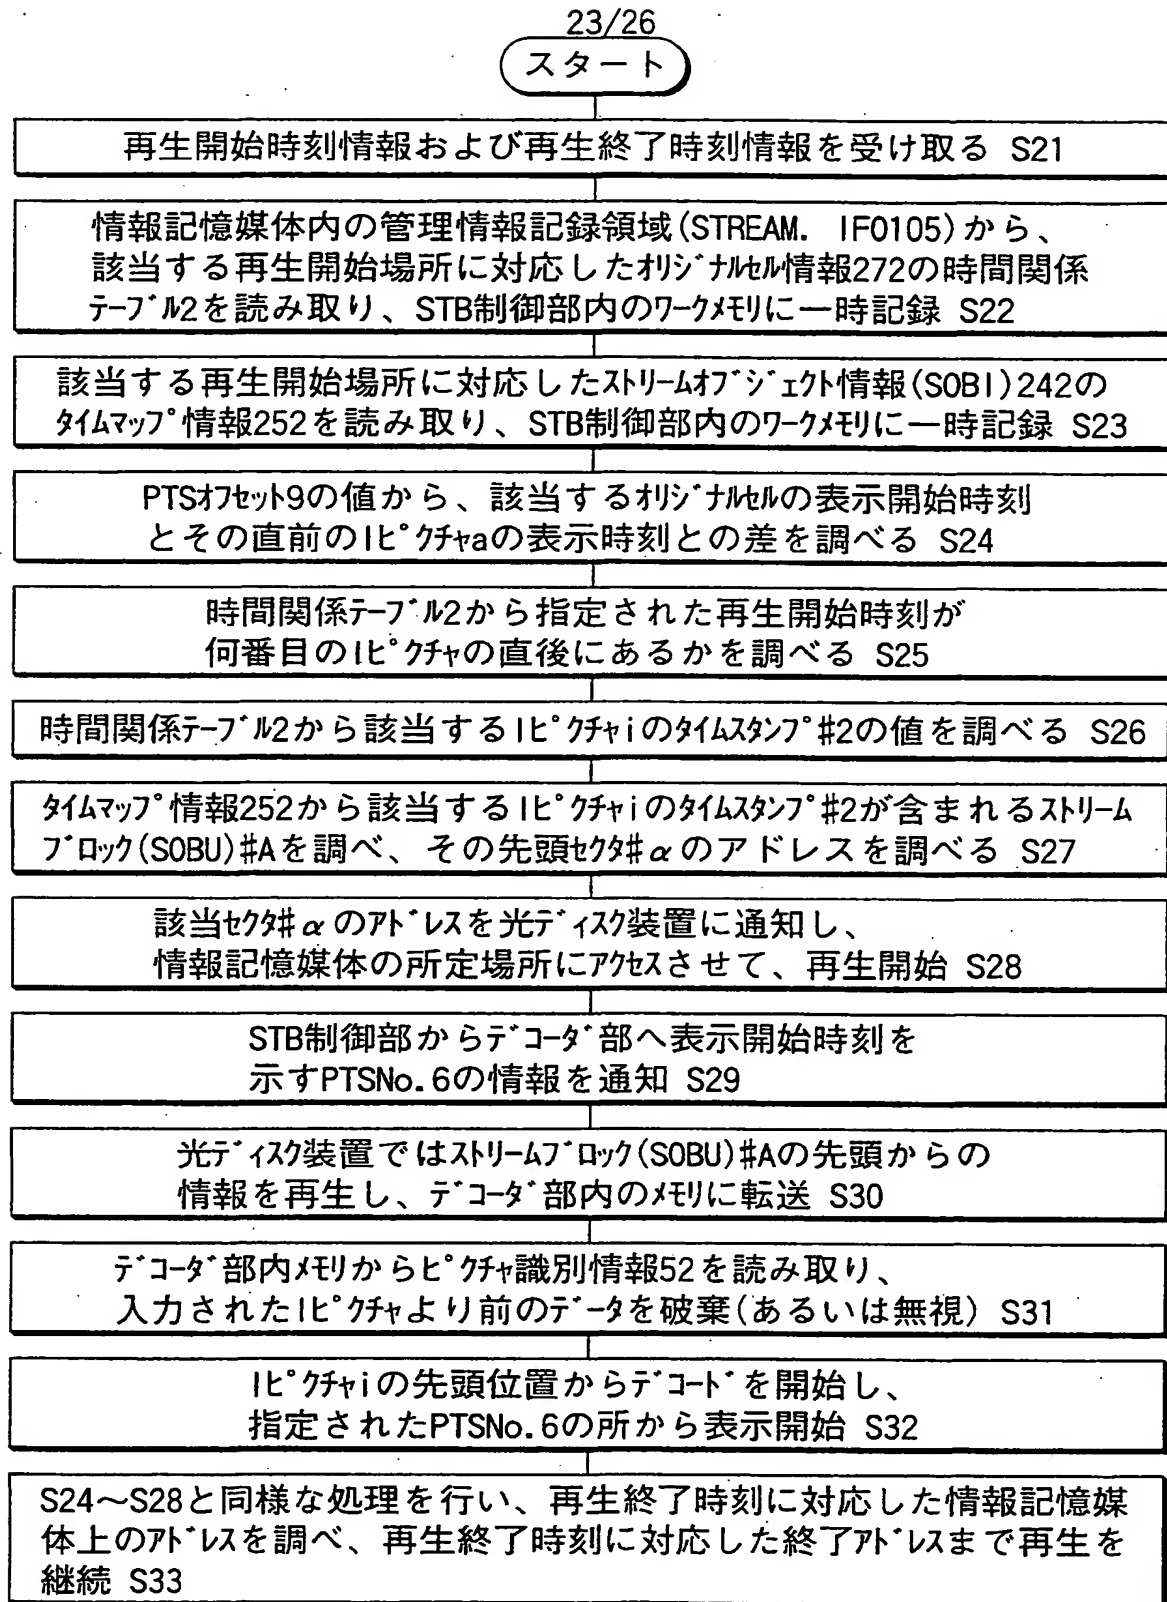 23/26
スタート
再生開始時刻情報および再生終了時刻情報を受け取る S21
情報記憶媒体内の管理情報記録領域(STREAM. IFO105)から、
該当する再生開始場所に対応したオリジナルセル情報272の時間関係
テーブル2を読み取り、STB制御部内のワークメモリに一時記録 S22
該当する再生開始場所に対応したストリームオブジェクト情報(SOBI)242の
タイムマップ情報252を読み取り、STB制御部内のワークメモリに一時記録 S23
PTSオフセット9の値から、該当するオリジナルセルの表示開始時刻
とその直前のIピクチャaの表示時刻との差を調べる S24
時間関係テーブル2から指定された再生開始時刻が
何番目のIピクチャの直後にあるかを調べる S25
時間関係テーブル2から該当するIピクチャiのタイムスタンプ#2の値を調べる S26
タイムマップ情報252から該当するIピクチャiのタイムスタンプ#2が含まれるストリーム
ブロック(SOBU)#Aを調べ、その先頭セクタ#αのアドレスを調べる S27
該当セクタ#αのアドレスを光ディスク装置に通知し、
情報記憶媒体の所定場所にアクセスさせて、再生開始 S28
STB制御部からデコーダ部へ表示開始時刻を
示すPTSNo.6の情報を通知 S29
光ディスク装置ではストリームブロック(SOBU)#Aの先頭からの
情報を再生し、デコーダ部内のメモリに転送 S30
デコーダ部内メモリからピクチャ識別情報52を読み取り、
入力されたIピクチャより前のデータを破棄(あるいは無視) S31
Iピクチャiの先頭位置からデコードを開始し、
指定されたPTSNo.6の所から表示開始 S32
S24～S28と同様な処理を行い、再生終了時刻に対応した情報記憶媒
体上のアドレスを調べ、再生終了時刻に対応した終了アドレスまで再生を
継続 S33